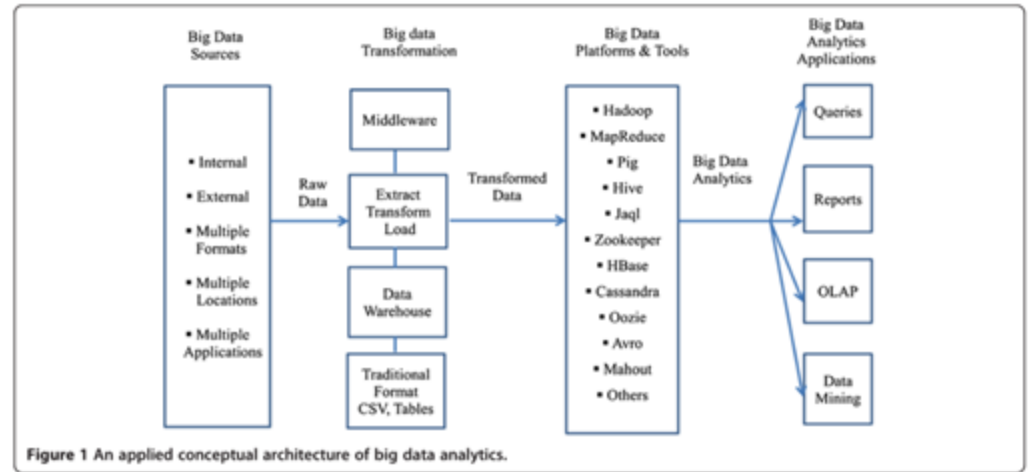 Big Data
Sources
Big data
Transformation
Big Data
Platforms & Tools
Big Data
Analytics
Applications
▪ Internal
▪ External
▪ Multiple
Formats
▪ Multiple
Locations
▪ Multiple
Applications
Raw
Data
Middleware
Extract
Transform
Load
Data
Warehouse
Traditional
Format
CSV, Tables
Transformed
Data
▪ Hadoop
▪ MapReduce
▪ Pig
▪ Hive
▪ Jaql
▪ Zookeeper
▪ HBase
▪ Cassandra
▪ Oozie
▪ Avro
▪ Mahout
▪ Others
Big Data
Analytics
Queries
Reports
OLAP
Data
Mining
Figure 1 An applied conceptual architecture of big data analytics.